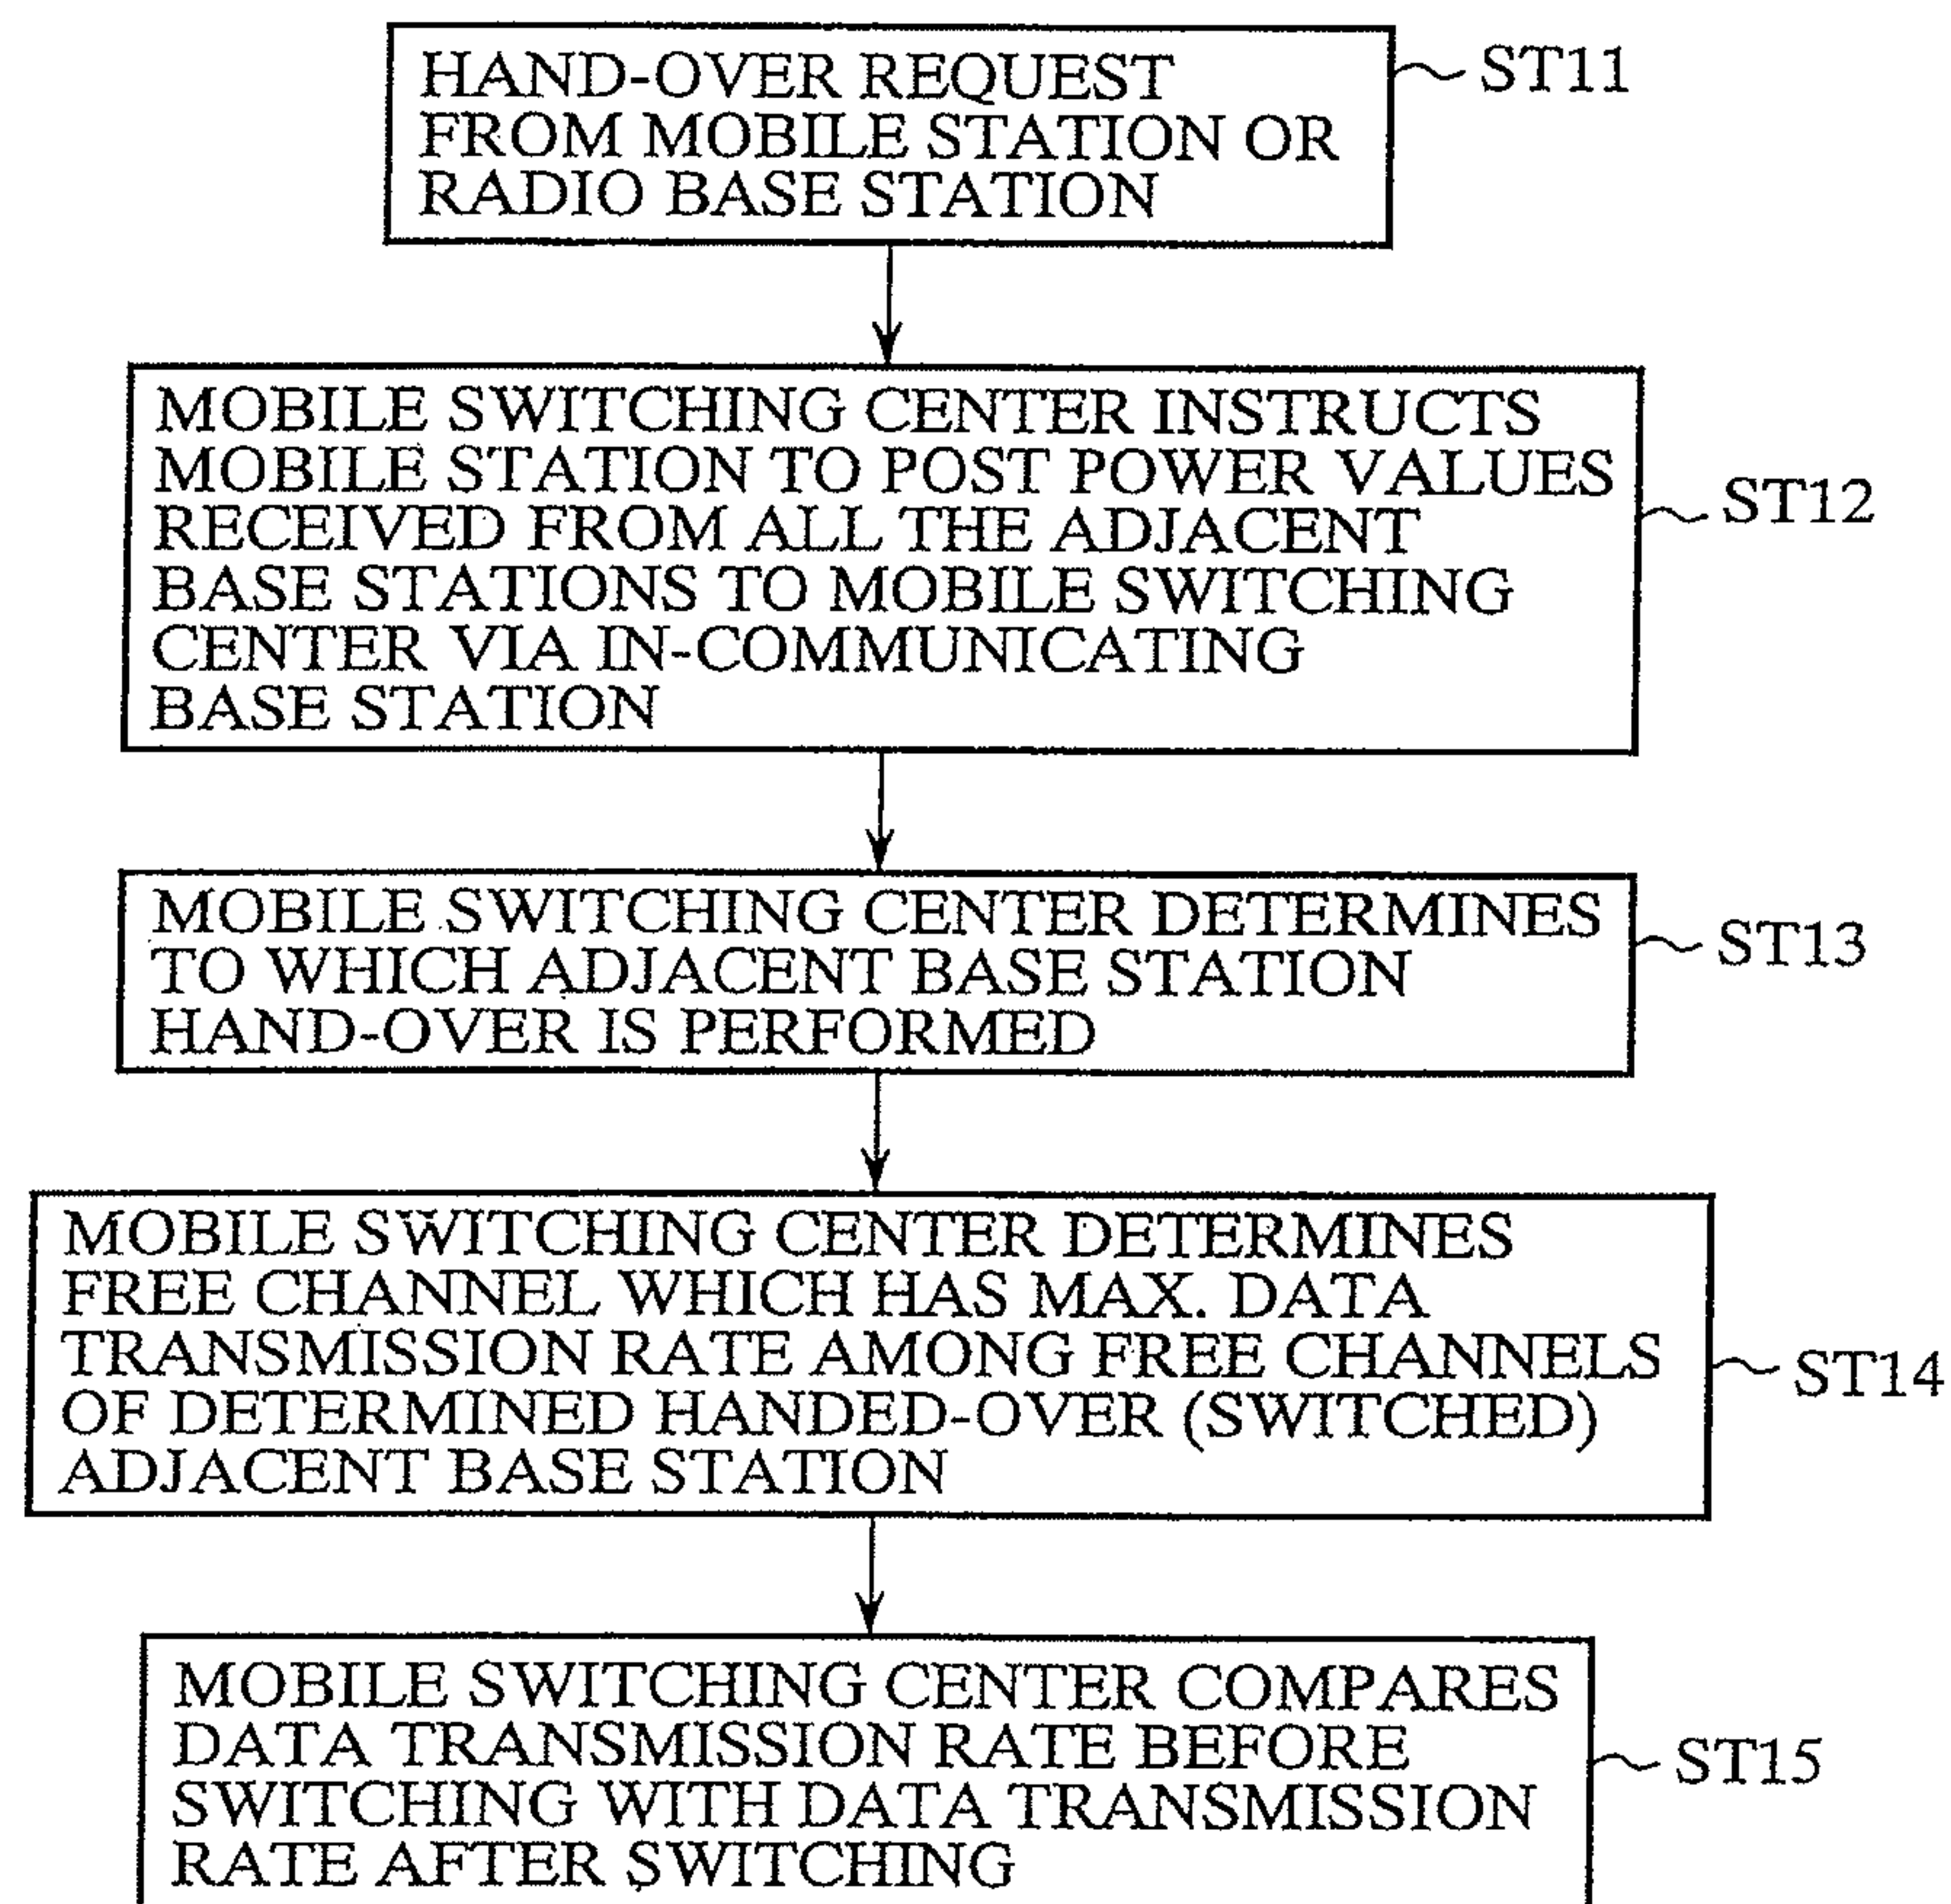 HAND-OVER REQUEST
FROM MOBILE STATION OR
RADIO BASE STATION
ST11
MOBILE SWITCHING CENTER INSTRUCTS
MOBILE STATION TO POST POWER VALUES
RECEIVED FROM ALL THE ADJACENT
BASE STATIONS TO MOBILE SWITCHING
CENTER VIA IN-COMMUNICATING
BASE STATION
ST12
MOBILE SWITCHING CENTER DETERMINES
TO WHICH ADJACENT BASE STATION
HAND-OVER IS PERFORMED
ST13
MOBILE SWITCHING CENTER DETERMINES
FREE CHANNEL WHICH HAS MAX. DATA
TRANSMISSION RATE AMONG FREE CHANNELS
OF DETERMINED HANDED-OVER (SWITCHED)
ADJACENT BASE STATION
ST14
MOBILE SWITCHING CENTER COMPARES
DATA TRANSMISSION RATE BEFORE
SWITCHING WITH DATA TRANSMISSION
RATE AFTER SWITCHING
ST15